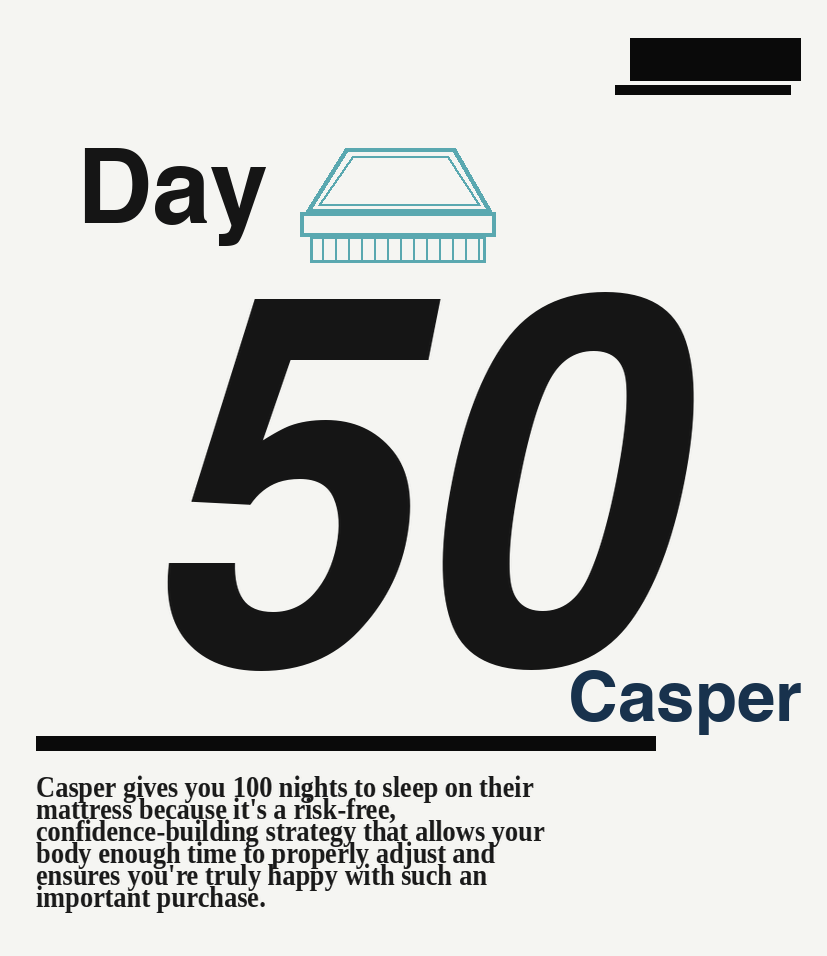 Day
50
Casper
Casper gives you 100 nights to sleep on their
mattress because it's a risk-free,
confidence-building strategy that allows your
body enough time to properly adjust and
ensures you're truly happy with such an
important purchase.